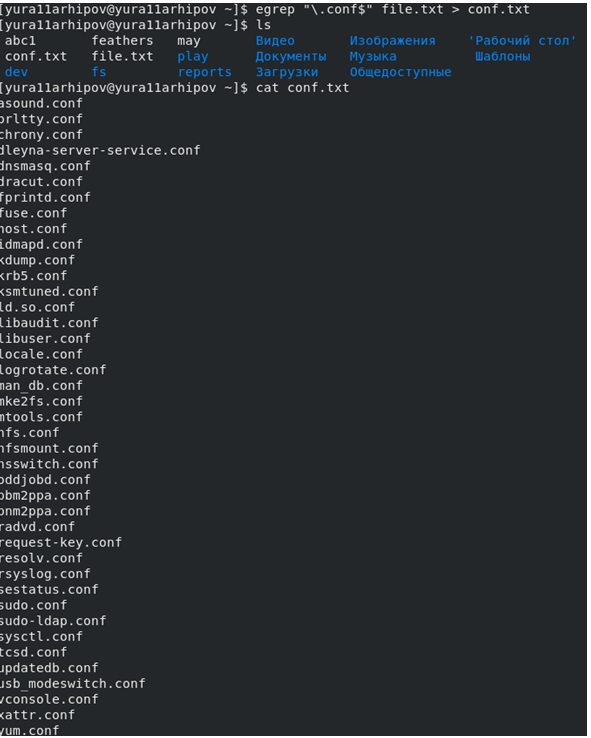 [yura11arhipov@yura11arhipov ~]$ egrep "\.conf$" file.txt > conf.txt
[yura11arhipov@yura11arhipov ~]$ ls
abc1 feathers may Видео Изображения 'Рабочий стол'
conf.txt file.txt play Документы Музыка Шаблоны
dev fs reports Загрузки Общедоступные
[yura11arhipov@yura11arhipov ~]$ cat conf.txt
asound.conf
brltty.conf
chrony.conf
dleyna-server-service.conf
dnsmasq.conf
dracut.conf
fprintd.conf
fuse.conf
host.conf
idmapd.conf
kdump.conf
krb5.conf
ksmtuned.conf
ld.so.conf
libaudit.conf
libuser.conf
locale.conf
logrotate.conf
man_db.conf
mke2fs.conf
mtools.conf
nfs.conf
nfsmount.conf
nsswitch.conf
oddjobd.conf
pbm2ppa.conf
pnm2ppa.conf
radvd.conf
request-key.conf
resolv.conf
rsyslog.conf
sestatus.conf
sudo.conf
sudo-ldap.conf
sysctl.conf
tcsd.conf
updatedb.conf
usb_modeswitch.conf
vconsole.conf
xattr.conf
yum.conf